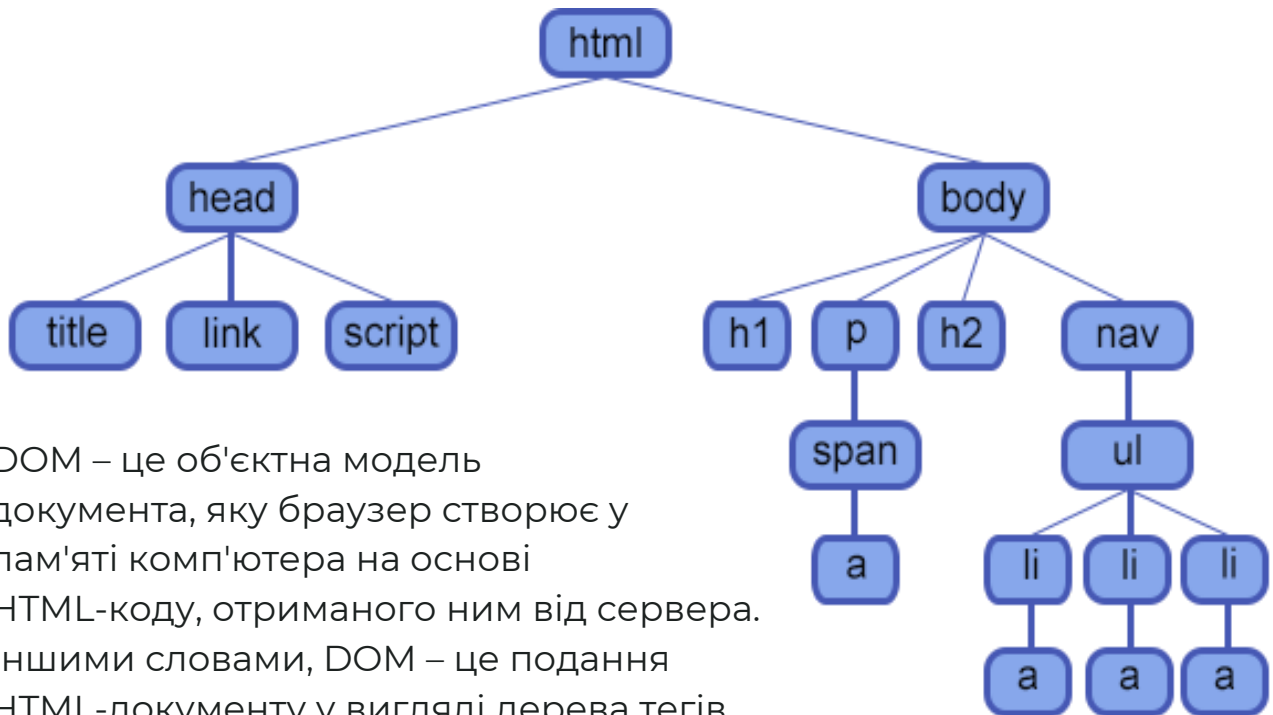 html
head
body
title
link
script
h1
p
h2
nav
span
ul
a
li
li
li
a
a
a
DOM – це об'єктна модель
документа, яку браузер створює у
пам'яті комп'ютера на основі
HTML-коду, отриманого ним від сервера.
Іншими словами, DOM – це подання
HTML-документу у вигляді дерева тегів